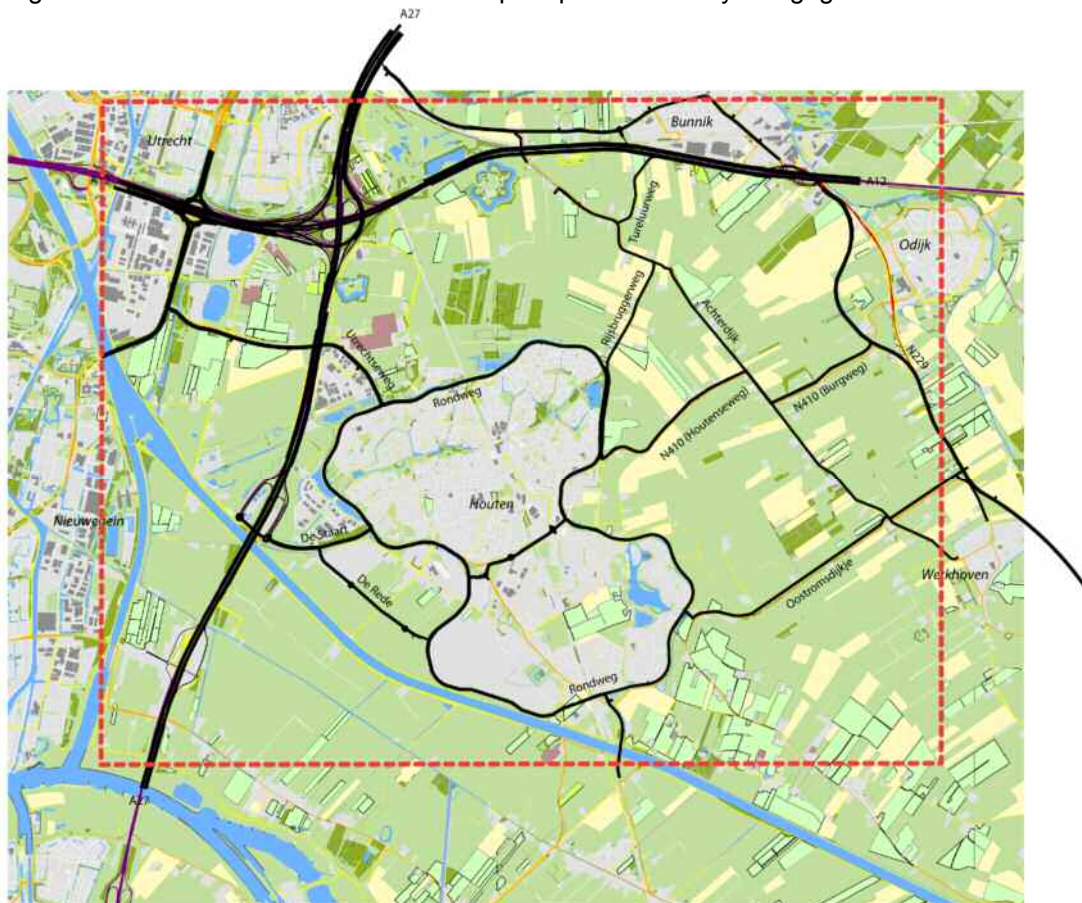 A27
Utrecht
Bunnik
A12
Tureluurweg
Odijk
Rijsbruggerweg
Achterdijk
Utrechtseweg
N229
Rondweg
N410 (Burgweg)
N410 (Houtenseweg)
Houten
Nieuwegein
De Staart
Werkhoven
De Rede
Oostromsdijkje
Rondweg
A27